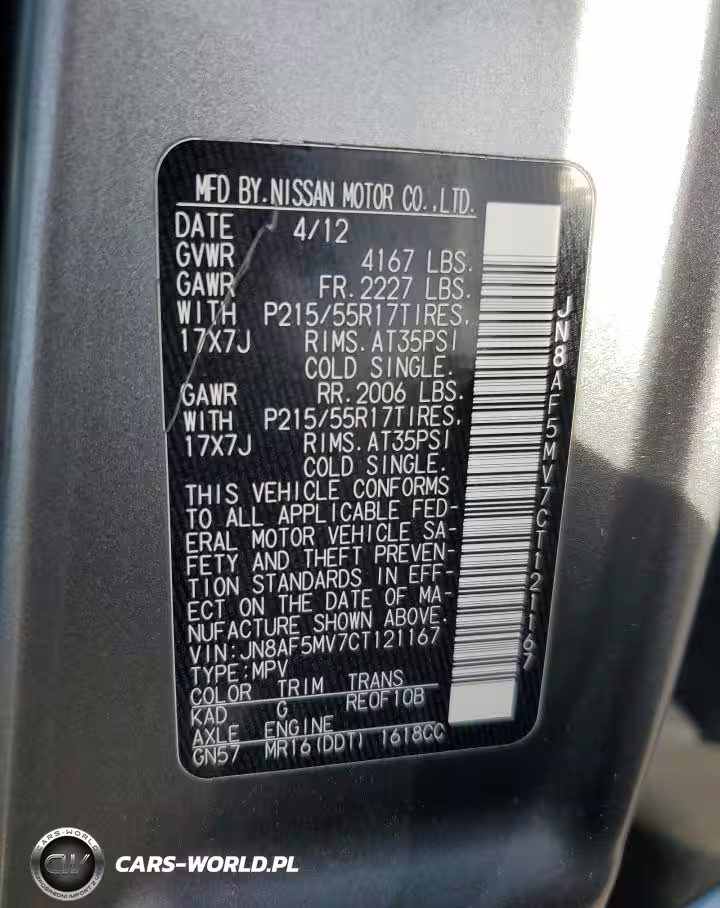 MFD BY.NISSAN MOTOR CO.,LTD.
DATE 4/12
GVWR 4167 LBS.
GAWR FR.2227 LBS.
WITH P215/55R17TIRES,
17X7J RIMS.AT35PSI
COLD SINGLE.
GAWR RR.2006 LBS.
WITH P215/55R17TIRES,
17X7J RIMS.AT35PSI
COLD SINGLE.
THIS VEHICLE CONFORMS
TO ALL APPLICABLE FED-
ERAL MOTOR VEHICLE SA-
FETY AND THEFT PREVEN-
TION STANDARDS IN EFF-
ECT ON THE DATE OF MA-
NUFACTURE SHOWN ABOVE.
VIN:JN8AF5MV7CT121167
TYPE:MPV
COLOR TRIM TRANS
KAD G RE0F10B
AXLE ENGINE
GN57 MR16(DDT) 1618CC
JN8AF5MV7CT121167
CARS-WORLD
CW
CARS-WORLD.PL